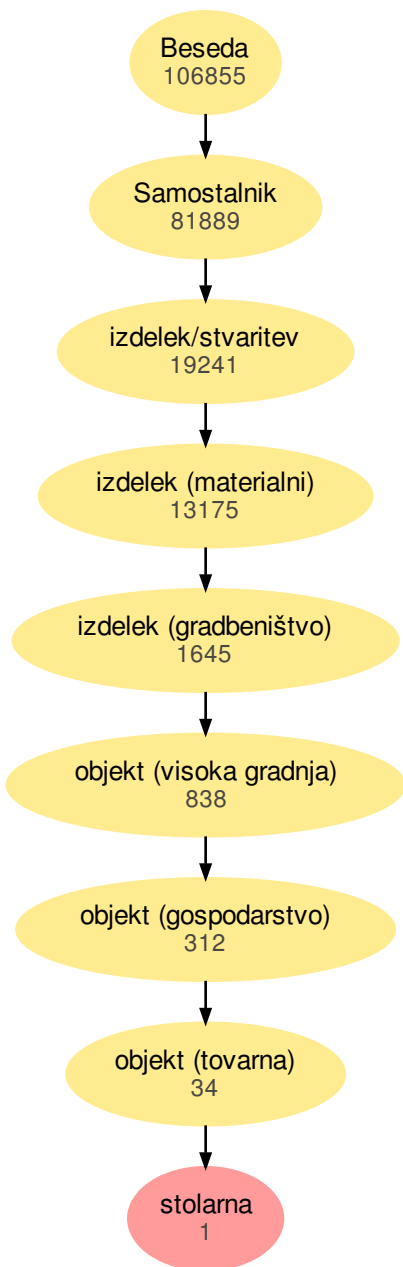 Beseda
106855
Samostalnik
81889
izdelek/stvaritev
19241
izdelek (materialni)
13175
izdelek (gradbeništvo)
1645
objekt (visoka gradnja)
838
objekt (gospodarstvo)
312
objekt (tovarna)
34
stolarna
1